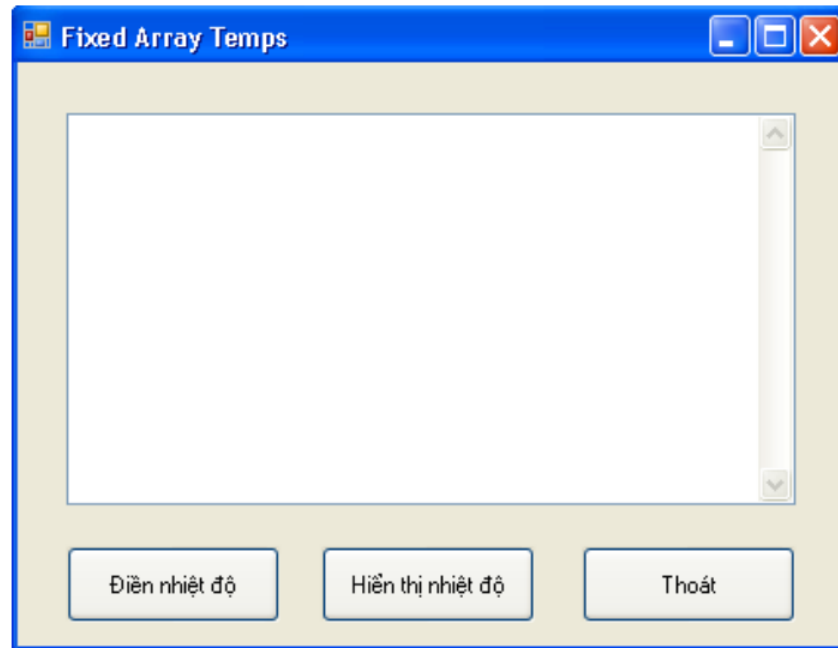 Fixed Array Temps
Điền nhiệt độ
Hiển thị nhiệt độ
Thoát